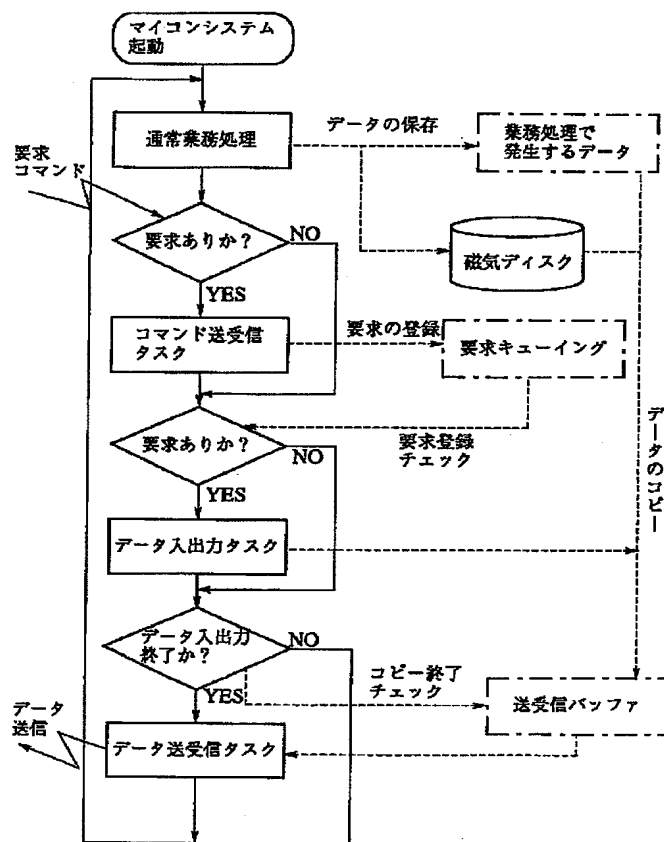 マイコンシステム
起動
通常業務処理
データの保存
業務処理で
発生するデータ
要求
コマンド
要求ありか?
NO
磁気ディスク
YES
コマンド送受信
タスク
要求の登録
要求キューイング
要求ありか?
NO
要求登録
チェック
データのコピー
YES
データ入出力タスク
データ入出力
終了か?
NO
YES
コピー終了
チェック
送受信バッファ
データ
送信
データ送受信タスク